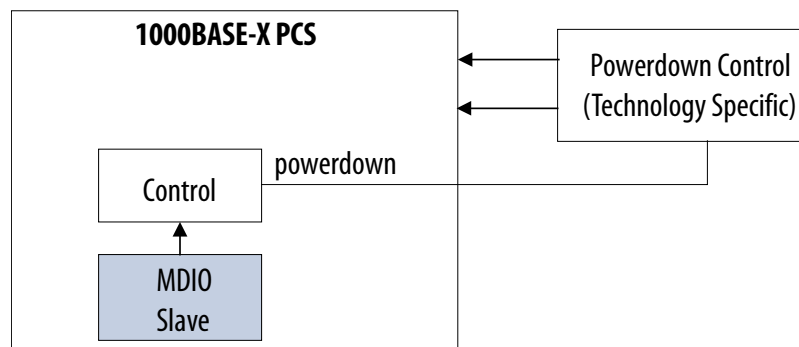 1000BASE-X PCS
Powerdown Control
(Technology Specific)
powerdown
Control
MDIO
Slave